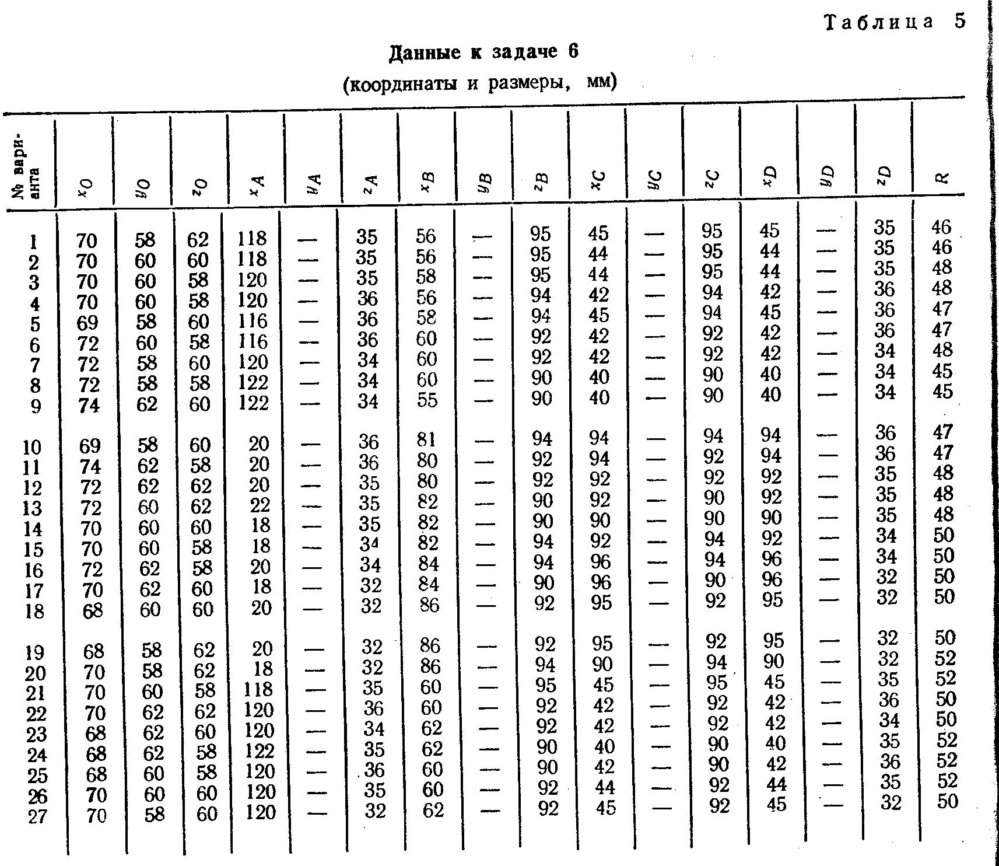 Таблица 5
Данные к задаче 6
(координаты и размеры, мм)
№ вари-анта x_O y_O z_O x_A y_A z_A x_B y_B z_B x_C y_C z_C x_D y_D z_D R
1 70 58 62 118 — 35 56 — 95 45 — 95 45 — 35 46
2 70 60 60 118 — 35 56 — 95 44 — 95 44 — 35 46
3 70 60 58 120 — 35 58 — 95 44 — 95 44 — 35 48
4 70 60 58 120 — 36 56 — 94 42 — 94 42 — 36 48
5 69 58 60 116 — 36 58 — 94 45 — 94 45 — 36 47
6 72 60 58 116 — 36 60 — 92 42 — 92 42 — 36 47
7 72 58 60 120 — 34 60 — 92 42 — 92 42 — 34 48
8 72 58 58 122 — 34 60 — 90 40 — 90 40 — 34 45
9 74 62 60 122 — 34 55 — 90 40 — 90 40 — 34 45
10 69 58 60 20 — 36 81 — 94 94 — 94 94 — 36 47
11 74 62 58 20 — 36 80 — 92 94 — 92 94 — 36 47
12 72 62 62 20 — 35 80 — 92 92 — 92 92 — 35 48
13 72 60 62 22 — 35 82 — 90 92 — 90 92 — 35 48
14 70 60 60 18 — 35 82 — 90 90 — 90 90 — 35 48
15 70 60 58 18 — 34 82 — 94 92 — 94 92 — 34 50
16 72 62 58 20 — 34 84 — 94 96 — 94 96 — 34 50
17 70 62 60 18 — 32 84 — 90 96 — 90 96 — 32 50
18 68 60 60 20 — 32 86 — 92 95 — 92 95 — 32 50
19 68 58 62 20 — 32 86 — 92 95 — 92 95 — 32 50
20 70 58 62 18 — 32 86 — 94 90 — 94 90 — 32 52
21 70 60 58 118 — 35 60 — 95 45 — 95 45 — 35 52
22 70 62 62 120 — 36 60 — 92 42 — 92 42 — 36 50
23 68 62 60 120 — 34 62 — 92 42 — 92 42 — 34 50
24 68 62 58 122 — 35 62 — 90 40 — 90 40 — 35 52
25 68 60 58 120 — 36 60 — 90 42 — 90 42 — 36 52
26 70 60 60 120 — 35 60 — 92 44 — 92 44 — 35 52
27 70 58 60 120 — 32 62 — 92 45 — 92 45 — 32 50